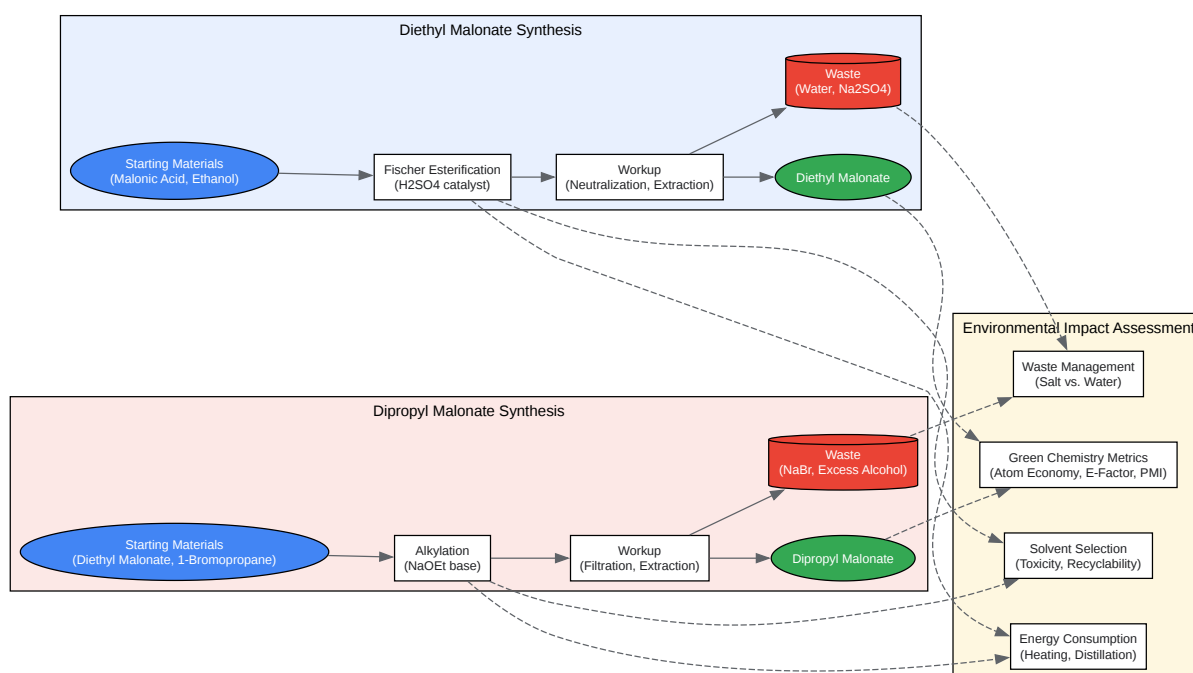 Diethyl Malonate Synthesis
Waste
(Water, Na2SO4)
Starting Materials
(Malonic Acid, Ethanol)
Fischer Esterification
(H2SO4 catalyst)
Workup
(Neutralization, Extraction)
Diethyl Malonate
Environmental Impact Assessment
Waste Management
(Salt vs. Water)
Dipropyl Malonate Synthesis
Waste
(NaBr, Excess Alcohol)
Green Chemistry Metrics
(Atom Economy, E-Factor, PMI)
Starting Materials
(Diethyl Malonate, 1-Bromopropane)
Alkylation
(NaOEt base)
Workup
(Filtration, Extraction)
Dipropyl Malonate
Solvent Selection
(Toxicity, Recyclability)
Energy Consumption
(Heating, Distillation)